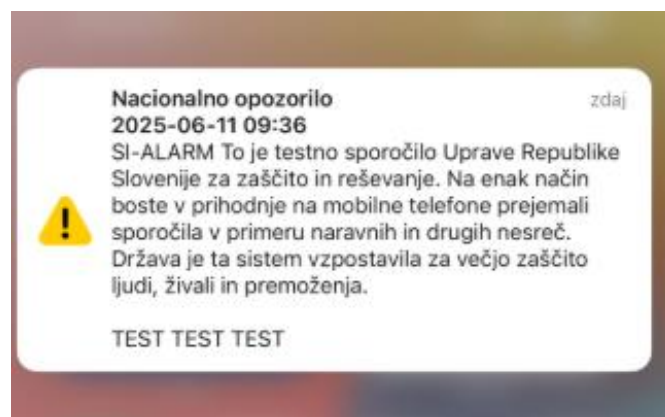 Nacionalno opozorilo zdaj
2025-06-11 09:36
SI-ALARM To je testno sporočilo Uprave Republike
Slovenije za zaščito in reševanje. Na enak način
boste v prihodnje na mobilne telefone prejemali
sporočila v primeru naravnih in drugih nesreč.
Država je ta sistem vzpostavila za večjo zaščito
ljudi, živali in premoženja.
TEST TEST TEST